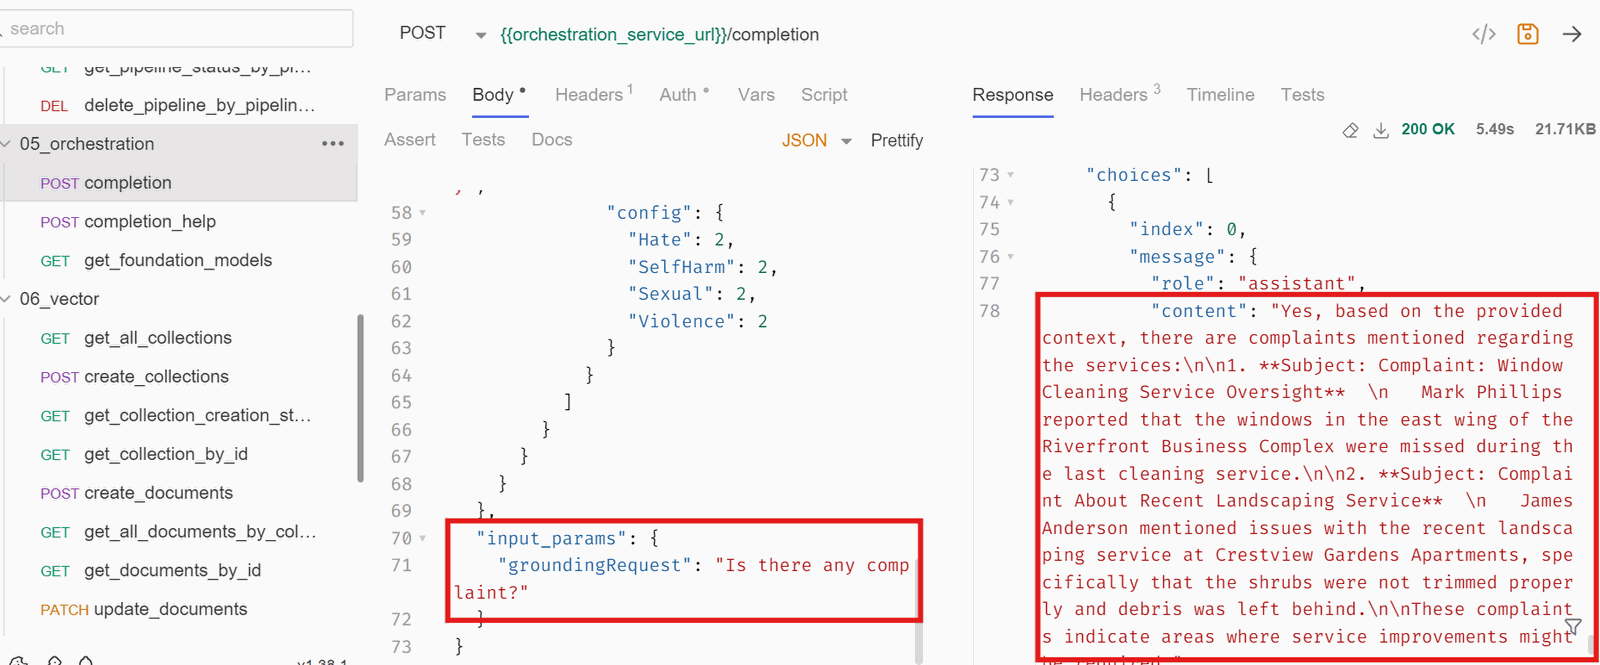 search
GET get_pipeline_status_by_pi...
DEL delete_pipeline_by_pipelin...
05_orchestration
POST completion
POST completion_help
GET get_foundation_models
06_vector
GET get_all_collections
POST create_collections
GET get_collection_creation_st...
GET get_collection_by_id
POST create_documents
GET get_all_documents_by_col...
GET get_documents_by_id
PATCH update_documents
v1.38.1
POST {{orchestration_service_url}}/completion
Params Body Headers 1 Auth Vars Script
Assert Tests Docs JSON Prettify
58 "config": {
59 "Hate": 2,
60 "SelfHarm": 2,
61 "Sexual": 2,
62 "Violence": 2
63 }
64 }
65 ]
66 }
67 }
68 }
69 },
70 "input_params": {
71 "groundingRequest": "Is there any comp
laint?"
72 }
73 }
Response Headers 3 Timeline Tests
200 OK 5.49s 21.71KB
73 "choices": [
74 {
75 "index": 0,
76 "message": {
77 "role": "assistant",
78 "content": "Yes, based on the provided
context, there are complaints mentioned regarding
the services:\n\n1. **Subject: Complaint: Window
Cleaning Service Oversight**  \n   Mark Phillips
reported that the windows in the east wing of the
Riverfront Business Complex were missed during th
e last cleaning service.\n\n2. **Subject: Complai
nt About Recent Landscaping Service**  \n   James
Anderson mentioned issues with the recent landsca
ping service at Crestview Gardens Apartments, spe
cifically that the shrubs were not trimmed proper
ly and debris was left behind.\n\nThese complaint
s indicate areas where service improvements might
be required."